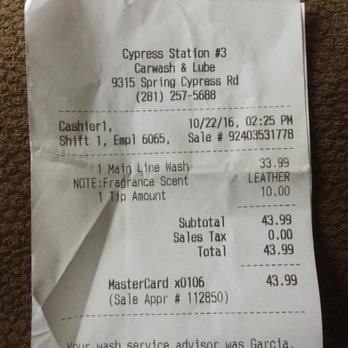 Cypress Station #3
Carwash & Lube
9315 Spring Cypress Rd
(281) 257-5688
Cashier1, 10/22/16, 02:25 PM
Shift 1, Empl 6065, Sale # 92403531778
1 Main Line Wash 33.99
NOTE:Fragrance Scent LEATHER
1 Tip Amount 10.00
Subtotal 43.99
Sales Tax 0.00
Total 43.99
MasterCard x0106 43.99
(Sale Appr # 112850)
Your wash service advisor was Garcia,